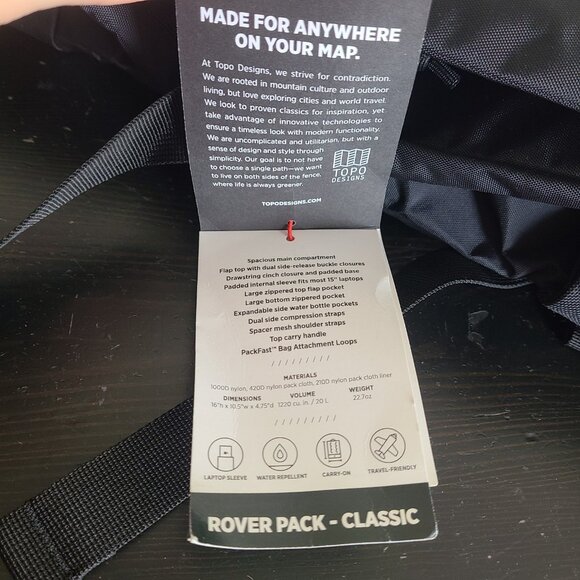 MADE FOR ANYWHERE
ON YOUR MAP.
At Topo Designs, we strive for contradiction.
We are rooted in mountain culture and outdoor
living, but love exploring cities and world travel.
We look to proven classics for inspiration, yet
take advantage of innovative technologies to
ensure a timeless look with modern functionality.
We are uncomplicated and utilitarian, but with a
sense of design and style through
simplicity. Our goal is to not have
to choose a single path—we want
to live on both sides of the fence,
where life is always greener.
TOPO
DESIGNS
TOPODESIGNS.COM
Spacious main compartment
Flap top with dual side-release buckle closures
Drawstring cinch closure and padded base
Padded internal sleeve fits most 15" laptops
Large zippered top flap pocket
Large bottom zippered pocket
Expandable side water bottle pockets
Dual side compression straps
Spacer mesh shoulder straps
Top carry handle
PackFast™ Bag Attachment Loops
/ / / / / / / / /
MATERIALS
1000D nylon, 420D nylon pack cloth, 210D nylon pack cloth liner
DIMENSIONS VOLUME WEIGHT
16"h x 10.5"w x 4.75"d 1220 cu. in. / 20 L 22.7oz
/ / / / / / / / /
LAPTOP SLEEVE WATER REPELLENT CARRY-ON TRAVEL-FRIENDLY
ROVER PACK - CLASSIC